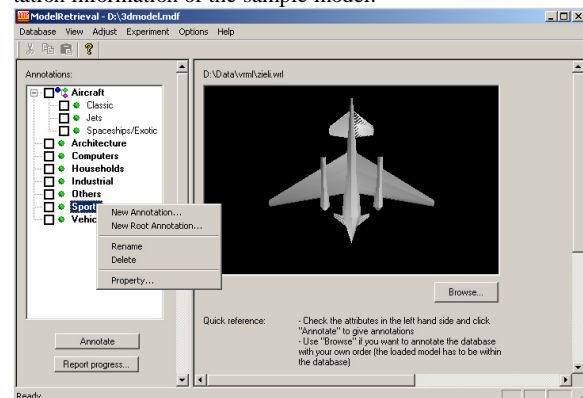 tation information of the sample model.
ModelRetrieval - D:\3dmodel.mdf
Database View Adjust Experiment Options Help
Annotations:
Aircraft
Classic
Jets
Spaceships/Exotic
Architecture
Computers
Households
Industrial
Others
Sport
Vehic
New Annotation...
New Root Annotation...
Rename
Delete
Property...
Annotate
Report progress...
D:\Data\vrml\zieli.wrl
Browse...
Quick reference:
- Check the attributes in the left hand side and click
"Annotate" to give annotations
- Use "Browse" if you want to annotate the database
with your own order (the loaded model has to be within
the database)
Ready